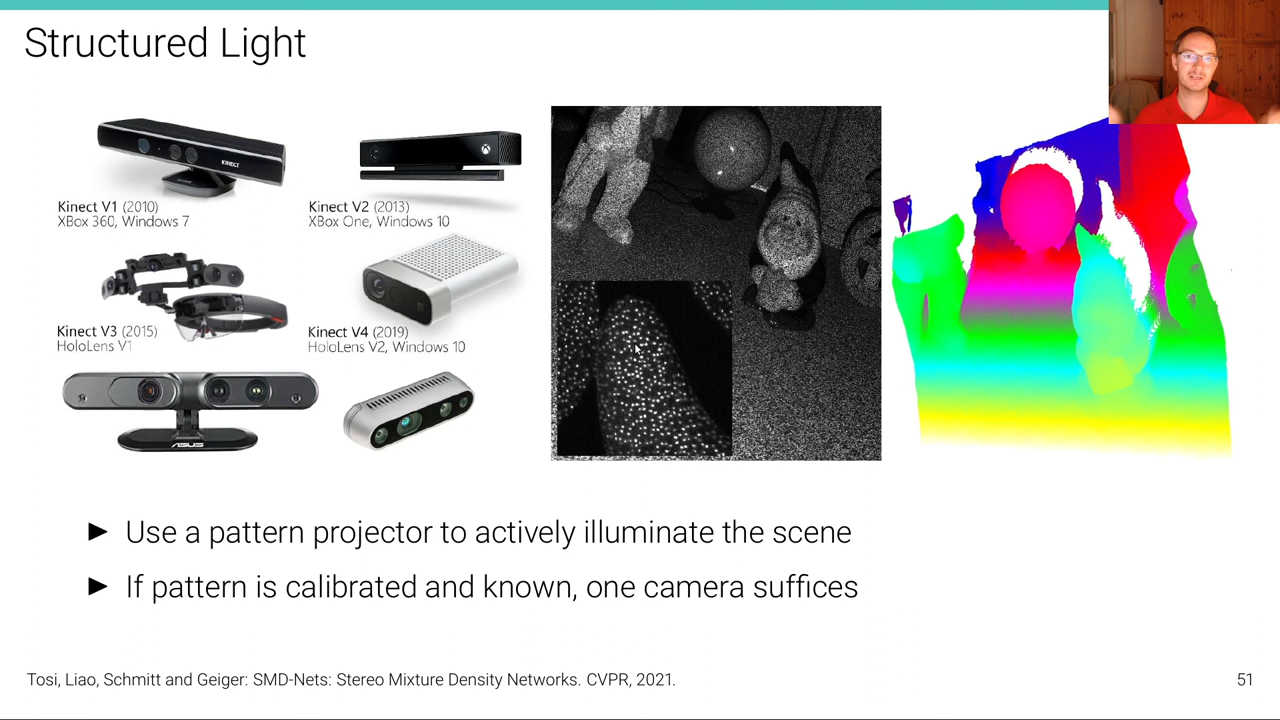 Structured Light
KINECT
Kinect V1 (2010)
XBox 360, Windows 7
Kinect V2 (2013)
XBox One, Windows 10
Kinect V3 (2015)
HoloLens V1
Kinect V4 (2019)
HoloLens V2, Windows 10
ASUS
► Use a pattern projector to actively illuminate the scene
► If pattern is calibrated and known, one camera suffices
Tosi, Liao, Schmitt and Geiger: SMD-Nets: Stereo Mixture Density Networks. CVPR, 2021.
51